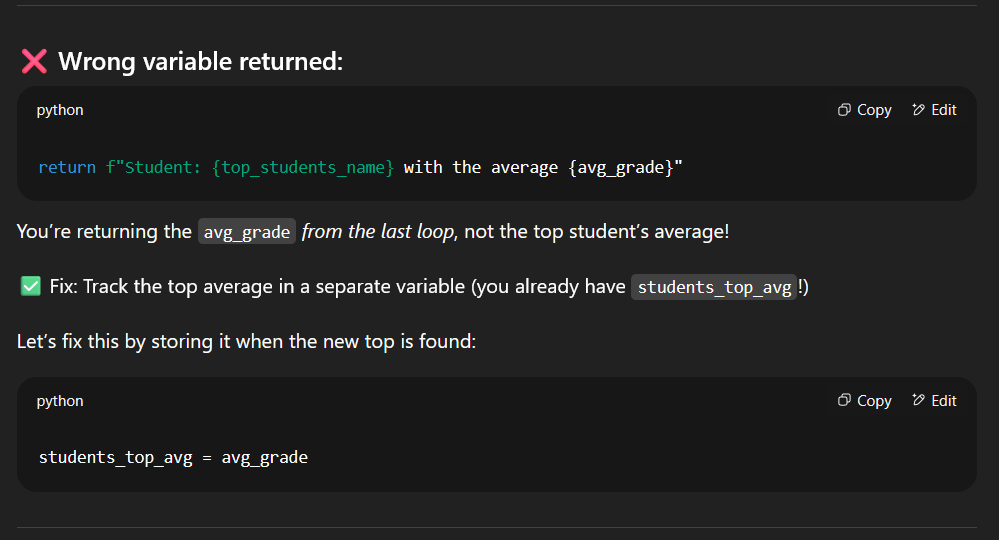 ❌ Wrong variable returned:
python Copy Edit
return f"Student: {top_students_name} with the average {avg_grade}"
You’re returning the avg_grade from the last loop, not the top student’s average!
✅ Fix: Track the top average in a separate variable (you already have students_top_avg!)
Let’s fix this by storing it when the new top is found:
python Copy Edit
students_top_avg = avg_grade